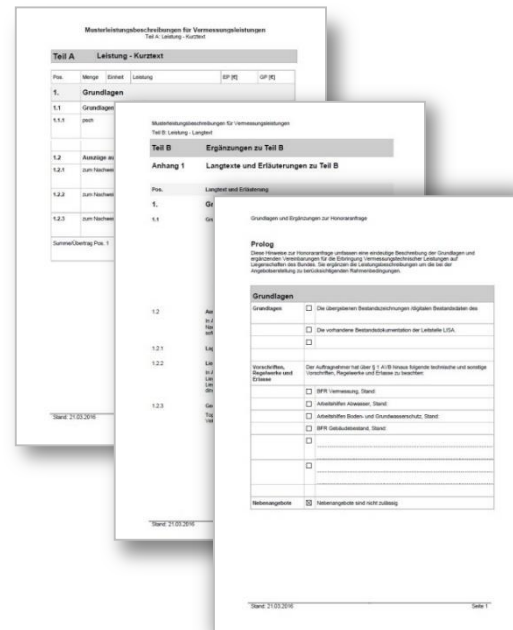 Musterleistungsbeschreibungen für Vermessungsleistungen
Teil A: Leistung - Kurztext
Teil A Leistung - Kurztext
Pos. Menge Einheit Leistung EP [€] GP [€]
1. Grundlagen
1.1 Grundlagen
1.1.1 psch
1.2 Auszüge au
1.2.1 zum Nachwei
1.2.2 zum Nachwei
1.2.3 zum Nachwei
Summe/Übertrag Pos. 1
Stand: 21.03.2016
Musterleistungsbeschreibungen für Vermessungsleistungen
Teil B: Leistung - Langtext
Teil B Ergänzungen zu Teil B
Anhang 1 Langtexte und Erläuterungen zu Teil B
Pos. Langtext und Erläuterung
1. Gr
1.1 Gru
1.2
1.2.1
1.2.2
1.2.3
Stand: 21.03.2016
Grundlagen und Ergänzungen zur Honoraranfrage
Prolog
Diese Hinweise zur Honoraranfrage umfassen eine eindeutige Beschreibung der Grundlagen und
ergänzenden Vereinbarungen für die Erbringung Vermessungstechnischer Leistungen auf
Liegenschaften des Bundes. Sie ergänzen die Leistungsbeschreibungen um die bei der
Angebotserstellung zu berücksichtigenden Rahmenbedingungen.
Grundlagen
Grundlagen Die übergebenen Bestandszeichnungen /digitalen Bestandsdaten des
Die vorhandene Bestandsdokumentation der Leitstelle LISA.
Vorschriften, Regelwerke und Erlasse
Der Auftragnehmer hat über § 1 AVB hinaus folgende technische und sonstige
Vorschriften, Regelwerke und Erlasse zu beachten:
BFR Vermessung, Stand:
Arbeitshilfen Abwasser, Stand:
Arbeitshilfen Boden- und Grundwasserschutz, Stand:
BFR Gebäudebestand, Stand:
Nebenangebote Nebenangebote sind nicht zulässig
Stand: 21.03.2016 Seite 1